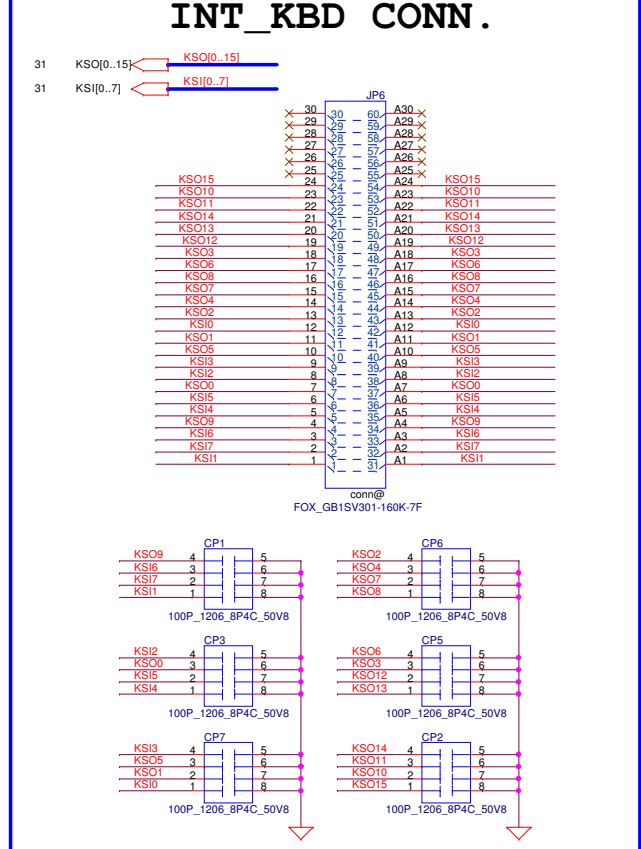 INT_KBD CONN.
31 KSO[0..15] KSO[0..15]
31 KSI[0..7] KSI[0..7]
JP6
30 30 60 A30
29 29 59 A29
28 28 58 A28
27 27 57 A27
26 26 56 A26
25 25 55 A25
KSO15 24 24 54 A24 KSO15
KSO10 23 23 53 A23 KSO10
KSO11 22 22 52 A22 KSO11
KSO14 21 21 51 A21 KSO14
KSO13 20 20 50 A20 KSO13
KSO12 19 19 49 A19 KSO12
KSO3 18 18 48 A18 KSO3
KSO6 17 17 47 A17 KSO6
KSO8 16 16 46 A16 KSO8
KSO7 15 15 45 A15 KSO7
KSO4 14 14 44 A14 KSO4
KSO2 13 13 43 A13 KSO2
KSI0 12 12 42 A12 KSI0
KSO1 11 11 41 A11 KSO1
KSO5 10 10 40 A10 KSO5
KSI3 9 9 39 A9 KSI3
KSI2 8 8 38 A8 KSI2
KSO0 7 7 37 A7 KSO0
KSI5 6 6 36 A6 KSI5
KSI4 5 5 35 A5 KSI4
KSO9 4 4 34 A4 KSO9
KSI6 3 3 33 A3 KSI6
KSI7 2 2 32 A2 KSI7
KSI1 1 1 31 A1 KSI1
conn@
FOX_GB1SV301-160K-7F
CP1
KSO9 4 5
KSI6 3 6
KSI7 2 7
KSI1 1 8
100P_1206_8P4C_50V8
CP6
KSO2 4 5
KSO4 3 6
KSO7 2 7
KSO8 1 8
100P_1206_8P4C_50V8
CP3
KSI2 4 5
KSO0 3 6
KSI5 2 7
KSI4 1 8
100P_1206_8P4C_50V8
CP5
KSO6 4 5
KSO3 3 6
KSO12 2 7
KSO13 1 8
100P_1206_8P4C_50V8
CP7
KSI3 4 5
KSO5 3 6
KSO1 2 7
KSI0 1 8
100P_1206_8P4C_50V8
CP2
KSO14 4 5
KSO11 3 6
KSO10 2 7
KSO15 1 8
100P_1206_8P4C_50V8